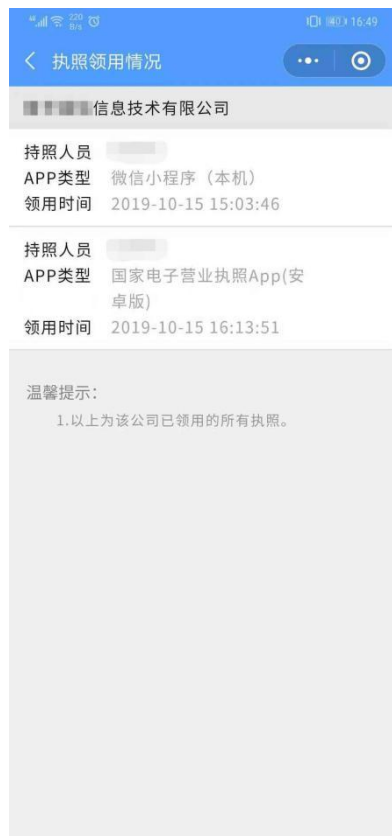 220
B/s
16:49
执照领用情况
信息技术有限公司
持照人员
APP类型 微信小程序（本机）
领用时间 2019-10-15 15:03:46
持照人员
APP类型 国家电子营业执照App(安
卓版)
领用时间 2019-10-15 16:13:51
温馨提示：
1.以上为该公司已领用的所有执照。